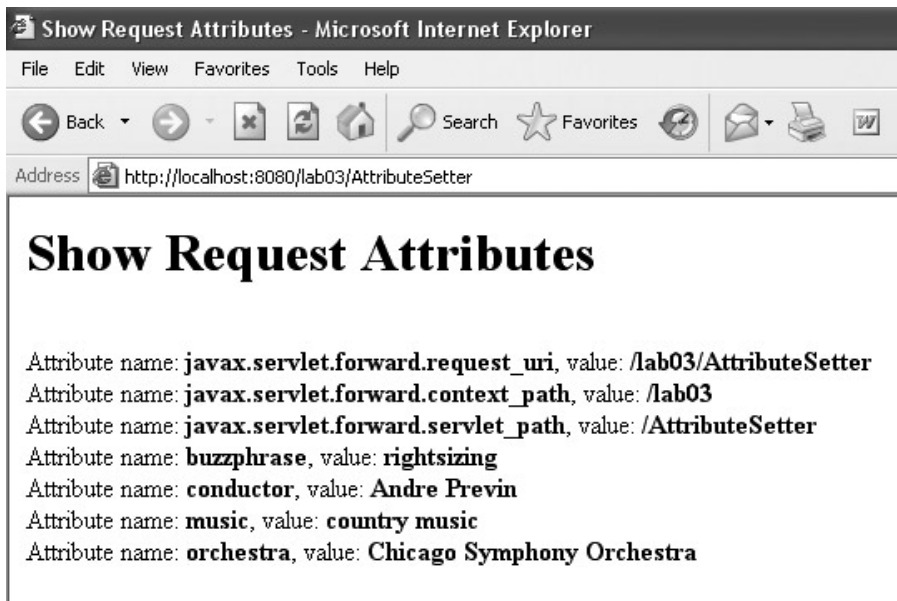 Show Request Attributes - Microsoft Internet Explorer
File Edit View Favorites Tools Help
Back Search Favorites W
Address http://localhost:8080/lab03/AttributeSetter
Show Request Attributes
Attribute name: javax.servlet.forward.request_uri, value: /lab03/AttributeSetter
Attribute name: javax.servlet.forward.context_path, value: /lab03
Attribute name: javax.servlet.forward.servlet_path, value: /AttributeSetter
Attribute name: buzzphrase, value: rightsizing
Attribute name: conductor, value: Andre Previn
Attribute name: music, value: country music
Attribute name: orchestra, value: Chicago Symphony Orchestra